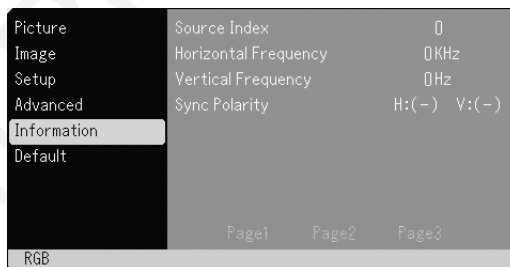 Picture
Image
Setup
Advanced
Information
Default
Source Index 0
Horizontal Frequency 0KHz
Vertical Frequency 0Hz
Sync Polarity H:(−) V:(−)
Page1 Page2 Page3
RGB